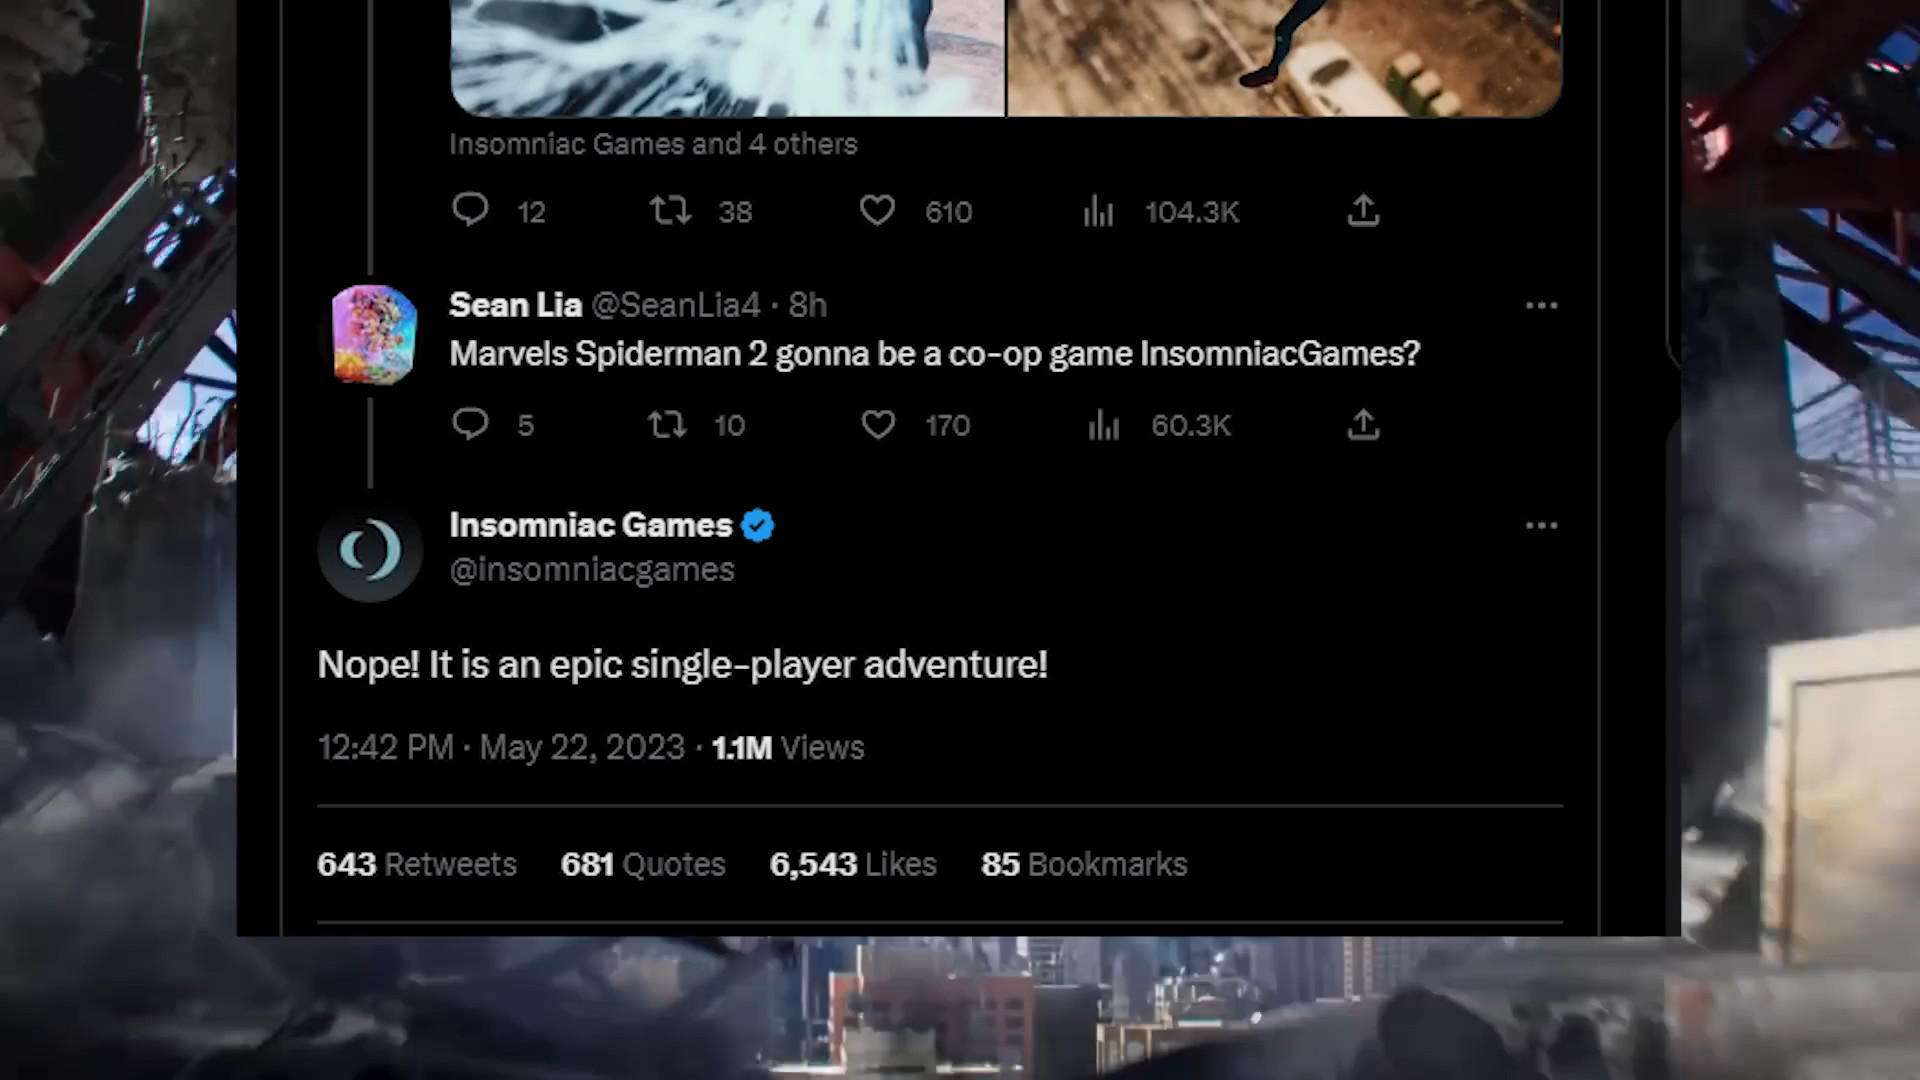 Insomniac Games and 4 others
12 38 610 104.3K
Sean Lia @SeanLia4 · 8h
Marvels Spiderman 2 gonna be a co-op game InsomniacGames?
5 10 170 60.3K
Insomniac Games
@insomniacgames
Nope! It is an epic single-player adventure!
12:42 PM · May 22, 2023 · 1.1M Views
643 Retweets 681 Quotes 6,543 Likes 85 Bookmarks